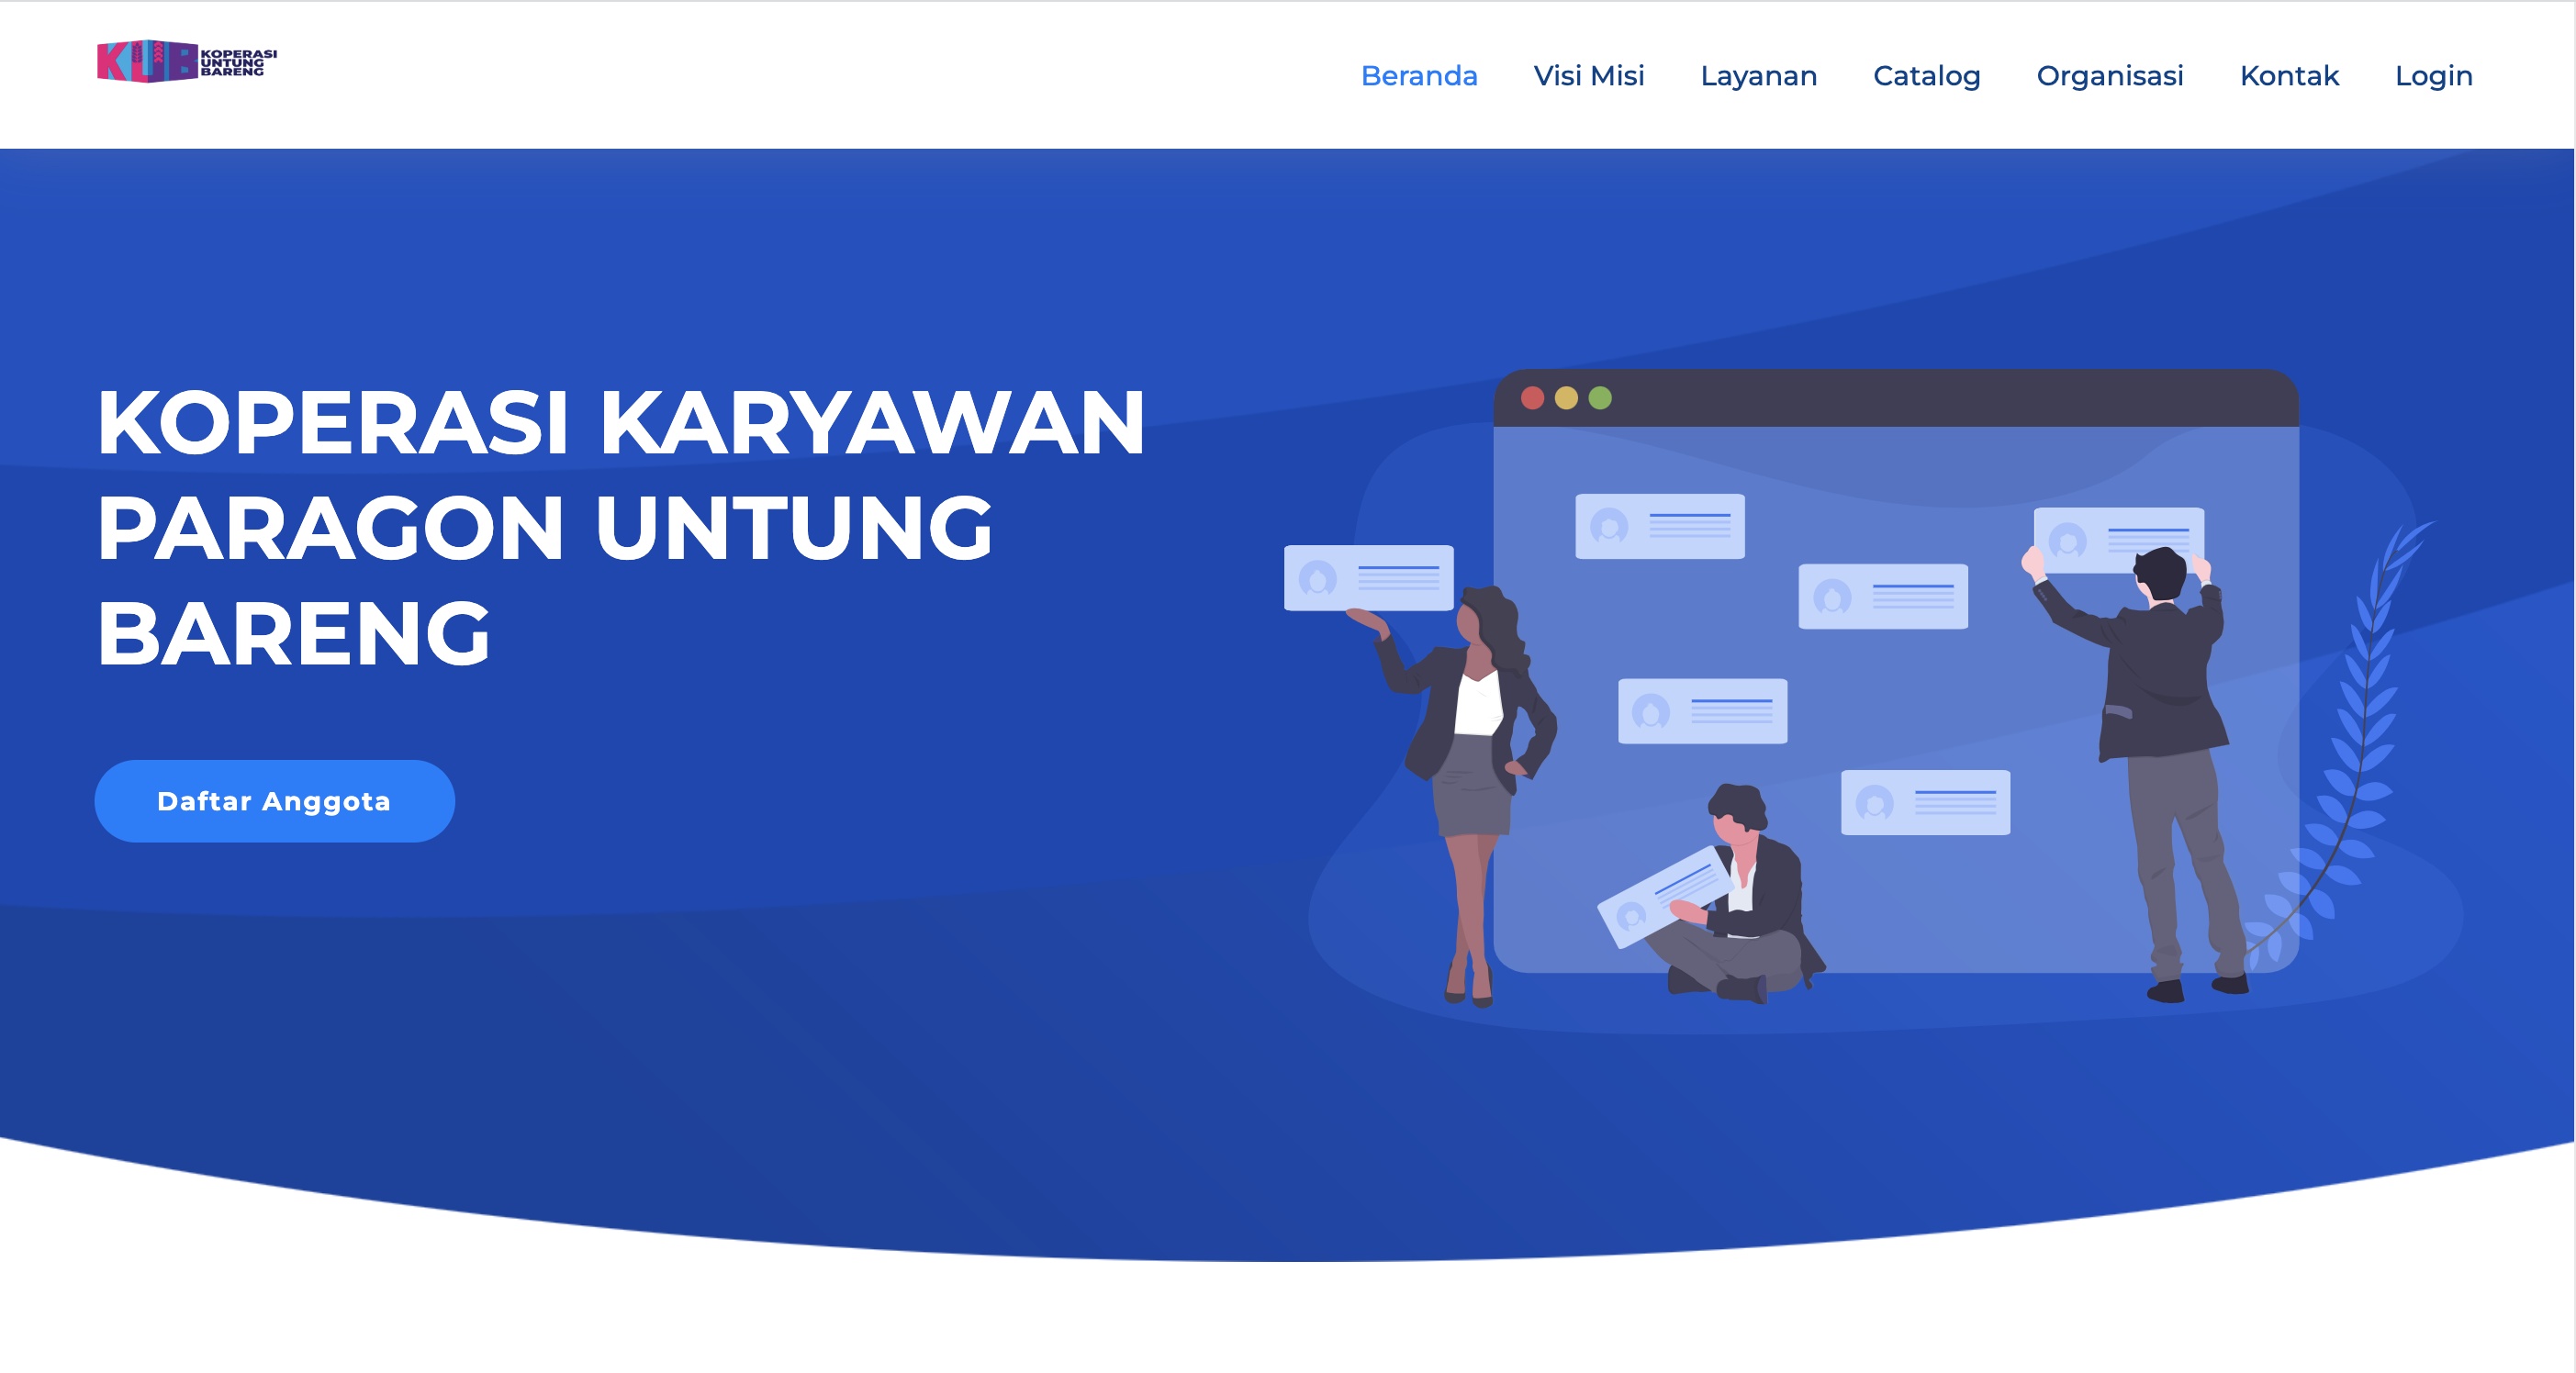 KUB
KOPERASI
UNTUNG
BARENG
Beranda Visi Misi Layanan Catalog Organisasi Kontak Login
KOPERASI KARYAWAN
PARAGON UNTUNG
BARENG
Daftar Anggota